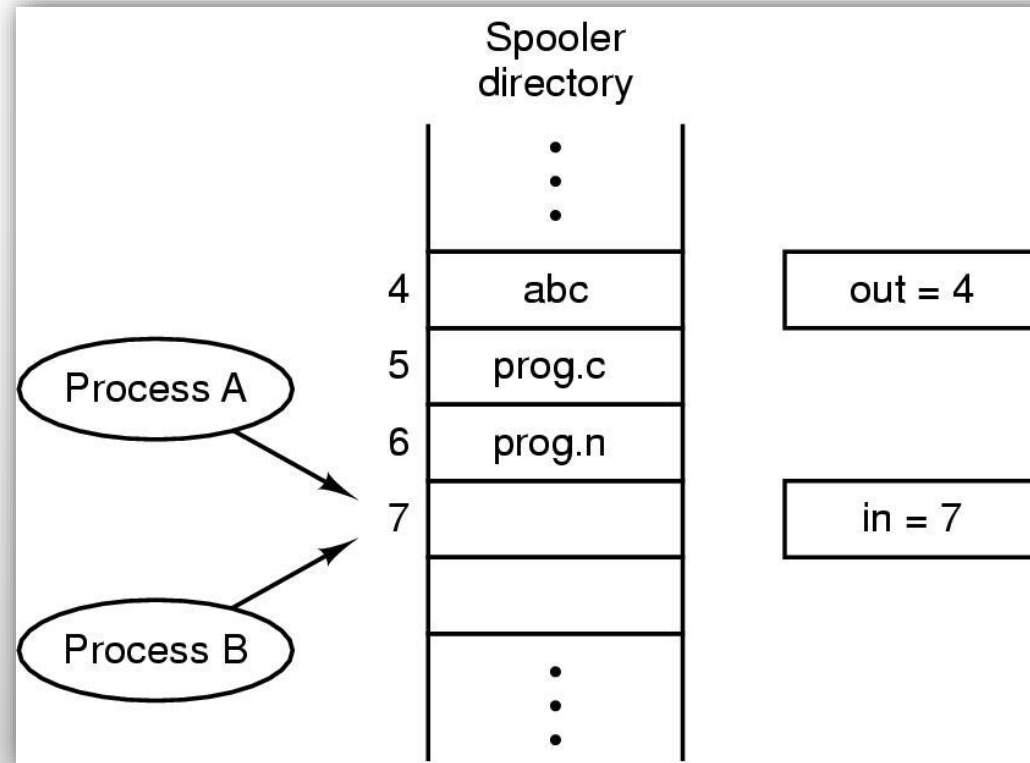 Spooler
directory
4 abc out = 4
5 prog.c
Process A
6 prog.n
7 in = 7
Process B